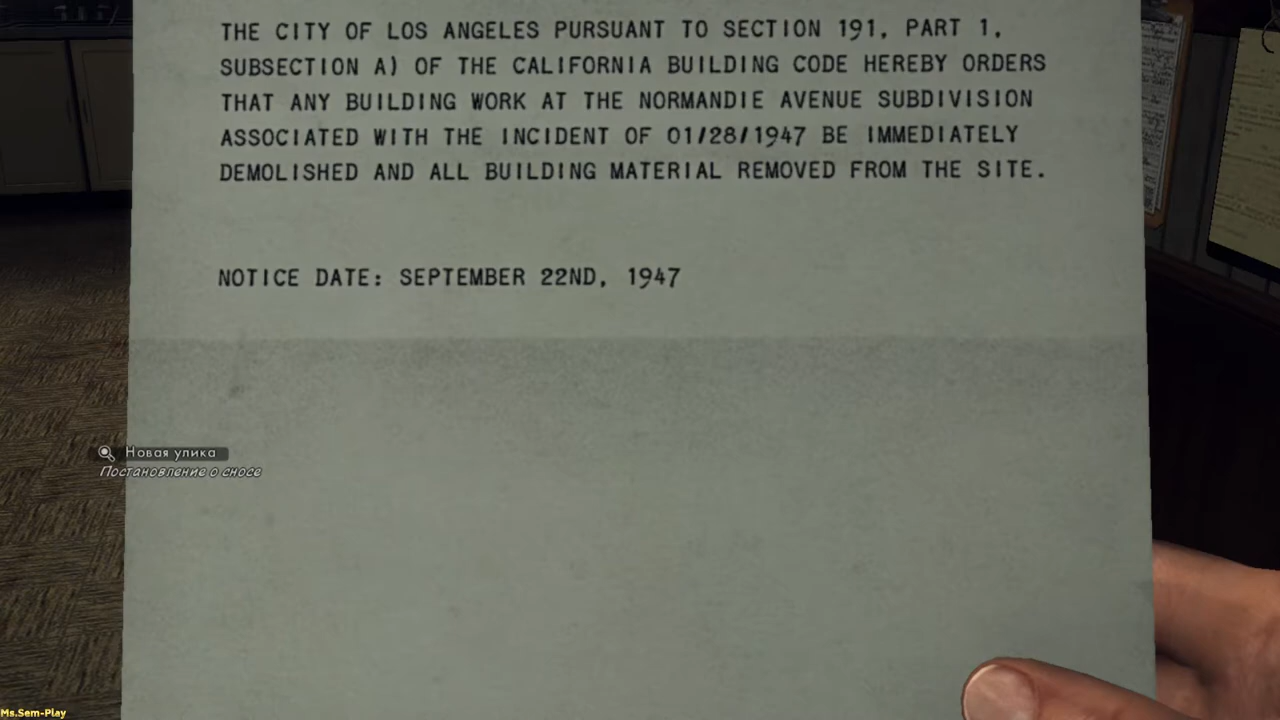 THE CITY OF LOS ANGELES PURSUANT TO SECTION 191, PART 1,
SUBSECTION A) OF THE CALIFORNIA BUILDING CODE HEREBY ORDERS
THAT ANY BUILDING WORK AT THE NORMANDIE AVENUE SUBDIVISION
ASSOCIATED WITH THE INCIDENT OF 01/28/1947 BE IMMEDIATELY
DEMOLISHED AND ALL BUILDING MATERIAL REMOVED FROM THE SITE.
NOTICE DATE: SEPTEMBER 22ND, 1947
Новая улика
Постановление о сносе
Ms.Sem-Play